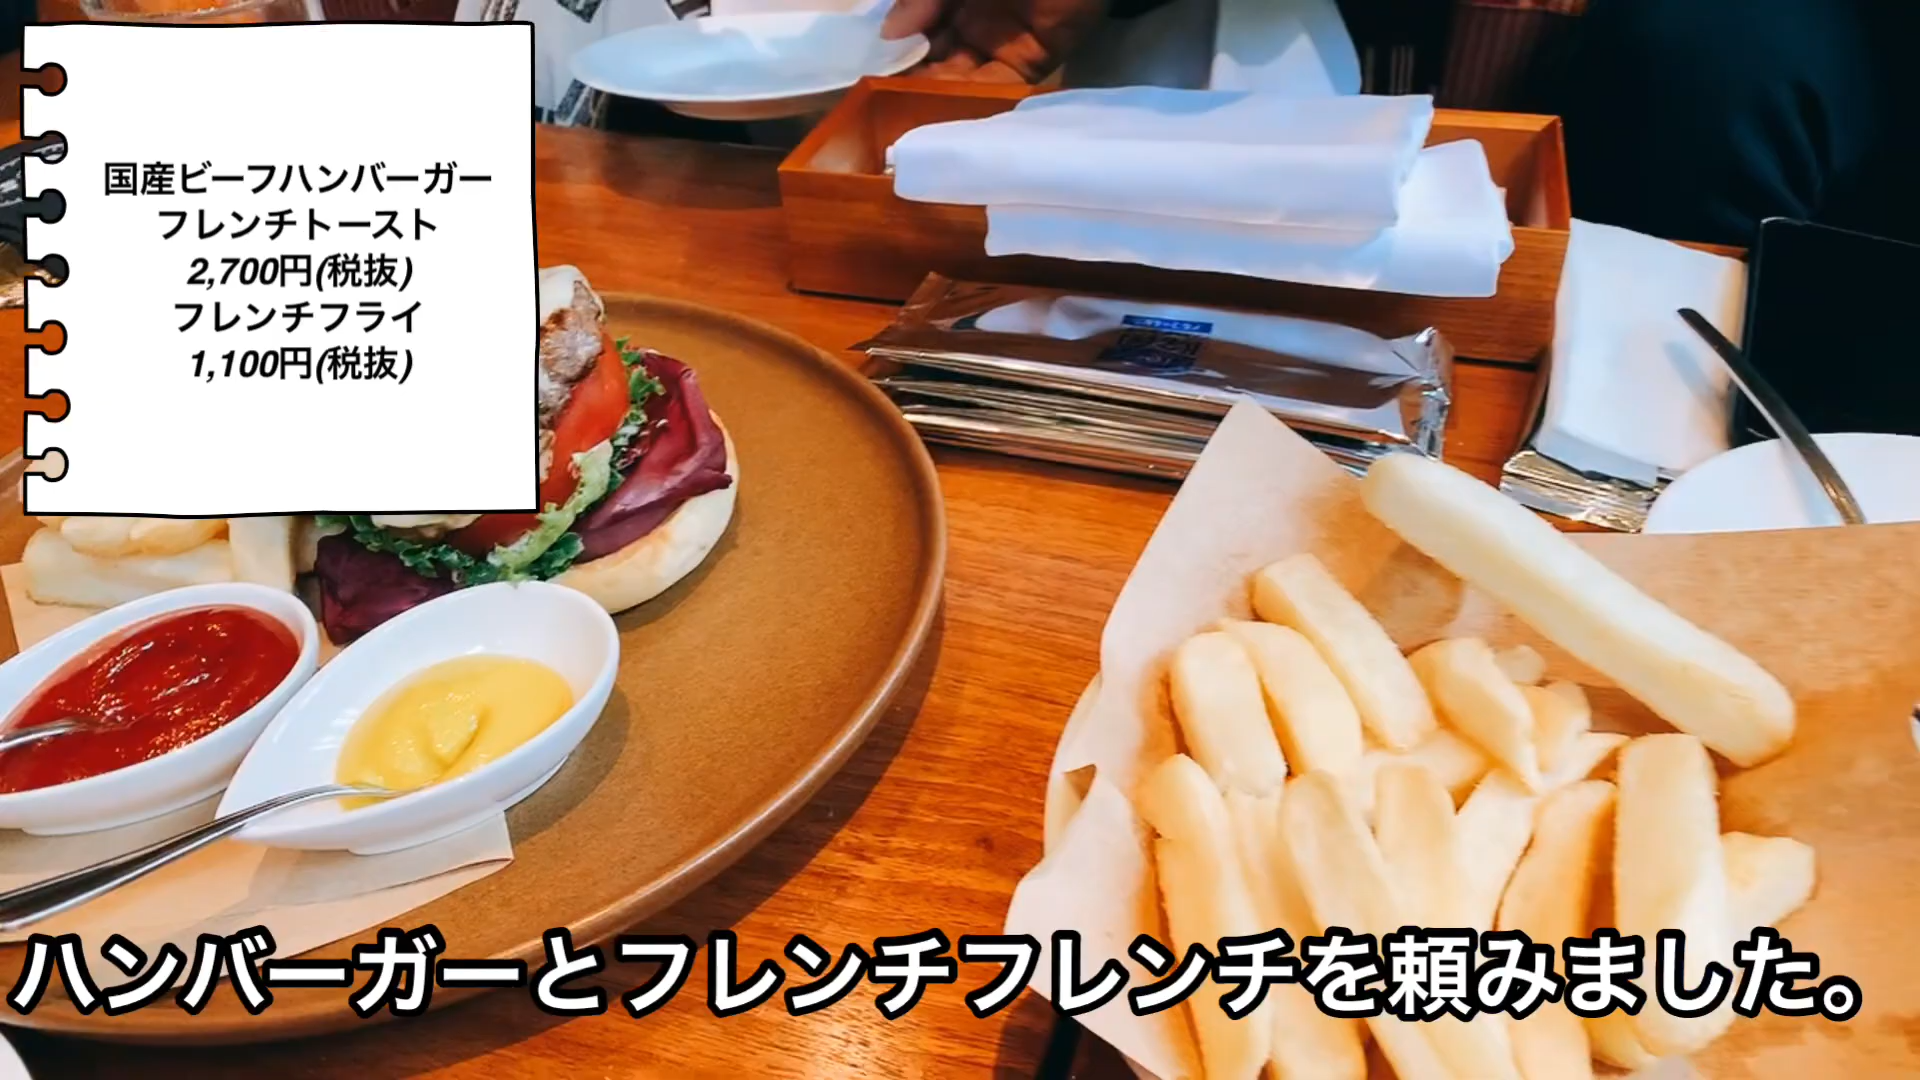 国産ビーフハンバーガー
フレンチトースト
2,700円(税抜)
フレンチフライ
1,100円(税抜)
ハンバーガーとフレンチフレンチを頼みました。